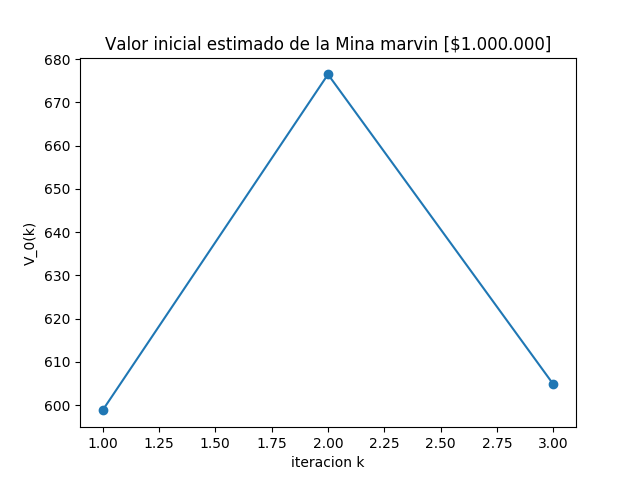 Valor inicial estimado de la Mina marvin [$1.000.000]
680
670
660
650
640
630
620
610
600
V_0(k)
1.00 1.25 1.50 1.75 2.00 2.25 2.50 2.75 3.00
iteracion k